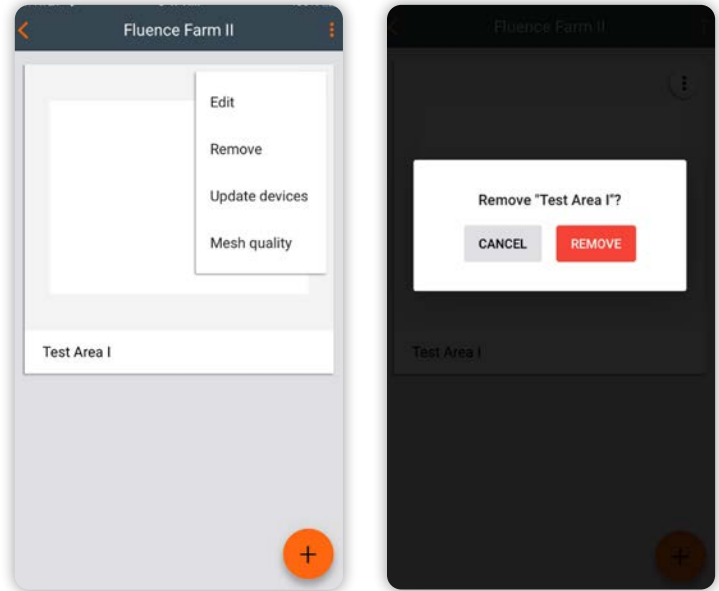 Fluence Farm II
Edit
Remove
Update devices
Mesh quality
Test Area I
Fluence Farm II
Remove "Test Area I"?
CANCEL
REMOVE
Test Area I